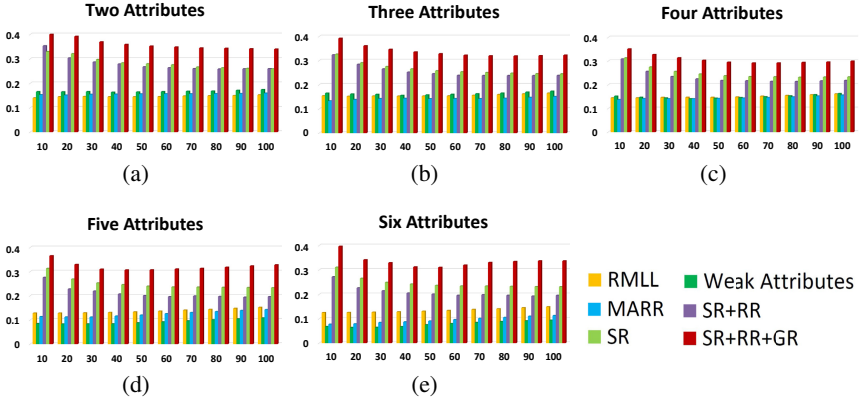 Two Attributes
0.4
0.3
0.2
0.1
0
10 20 30 40 50 60 70 80 90 100
(a)
Three Attributes
0.4
0.3
0.2
0.1
0
10 20 30 40 50 60 70 80 90 100
(b)
Four Attributes
0.4
0.3
0.2
0.1
0
10 20 30 40 50 60 70 80 90 100
(c)
Five Attributes
0.4
0.3
0.2
0.1
0
10 20 30 40 50 60 70 80 90 100
(d)
Six Attributes
0.4
0.3
0.2
0.1
0
10 20 30 40 50 60 70 80 90 100
(e)
RMLL
Weak Attributes
MARR
SR+RR
SR
SR+RR+GR